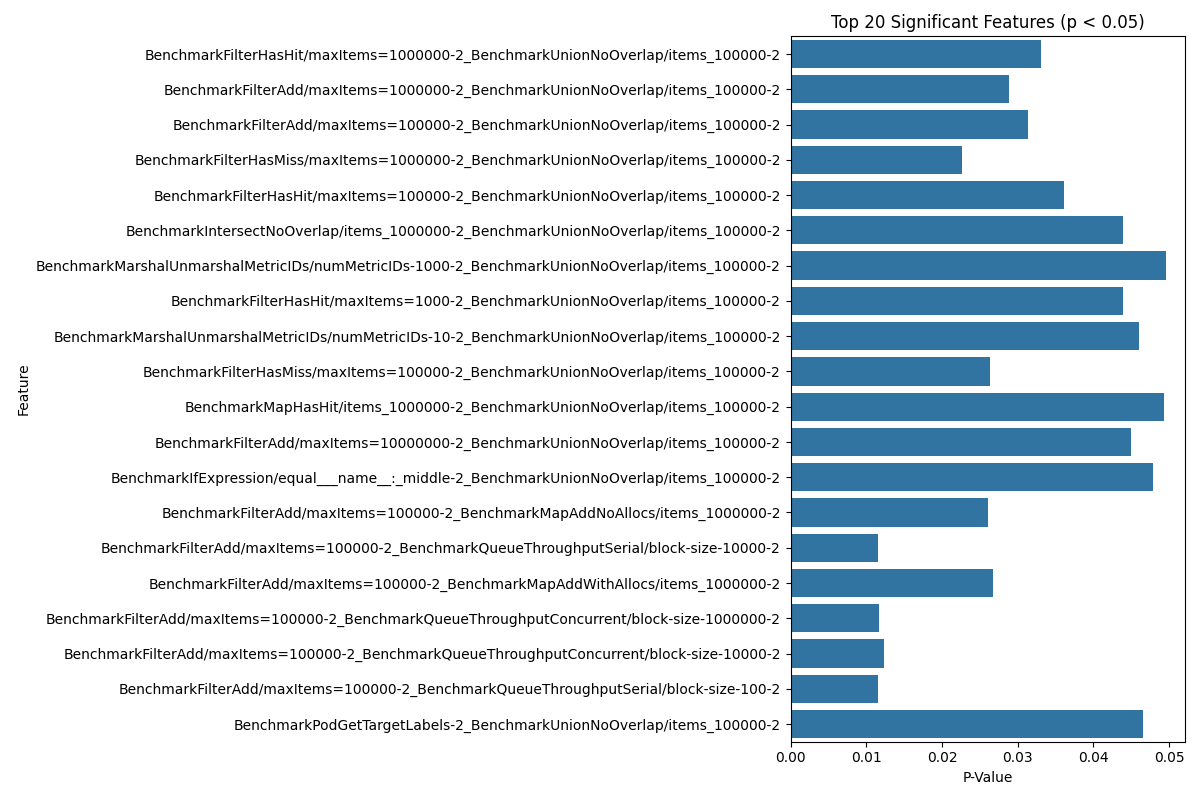 Top 20 Significant Features (p < 0.05)
BenchmarkFilterHasHit/maxItems=1000000-2_BenchmarkUnionNoOverlap/items_100000-2
BenchmarkFilterAdd/maxItems=1000000-2_BenchmarkUnionNoOverlap/items_100000-2
BenchmarkFilterAdd/maxItems=100000-2_BenchmarkUnionNoOverlap/items_100000-2
BenchmarkFilterHasMiss/maxItems=1000000-2_BenchmarkUnionNoOverlap/items_100000-2
BenchmarkFilterHasHit/maxItems=100000-2_BenchmarkUnionNoOverlap/items_100000-2
BenchmarkIntersectNoOverlap/items_1000000-2_BenchmarkUnionNoOverlap/items_100000-2
BenchmarkMarshalUnmarshalMetricIDs/numMetricIDs-1000-2_BenchmarkUnionNoOverlap/items_100000-2
BenchmarkFilterHasHit/maxItems=1000-2_BenchmarkUnionNoOverlap/items_100000-2
BenchmarkMarshalUnmarshalMetricIDs/numMetricIDs-10-2_BenchmarkUnionNoOverlap/items_100000-2
BenchmarkFilterHasMiss/maxItems=100000-2_BenchmarkUnionNoOverlap/items_100000-2
BenchmarkMapHasHit/items_1000000-2_BenchmarkUnionNoOverlap/items_100000-2
BenchmarkFilterAdd/maxItems=10000000-2_BenchmarkUnionNoOverlap/items_100000-2
BenchmarkIfExpression/equal___name__:_middle-2_BenchmarkUnionNoOverlap/items_100000-2
BenchmarkFilterAdd/maxItems=100000-2_BenchmarkMapAddNoAllocs/items_1000000-2
BenchmarkFilterAdd/maxItems=100000-2_BenchmarkQueueThroughputSerial/block-size-10000-2
BenchmarkFilterAdd/maxItems=100000-2_BenchmarkMapAddWithAllocs/items_1000000-2
BenchmarkFilterAdd/maxItems=100000-2_BenchmarkQueueThroughputConcurrent/block-size-1000000-2
BenchmarkFilterAdd/maxItems=100000-2_BenchmarkQueueThroughputConcurrent/block-size-10000-2
BenchmarkFilterAdd/maxItems=100000-2_BenchmarkQueueThroughputSerial/block-size-100-2
BenchmarkPodGetTargetLabels-2_BenchmarkUnionNoOverlap/items_100000-2
Feature
0.00 0.01 0.02 0.03 0.04 0.05
P-Value